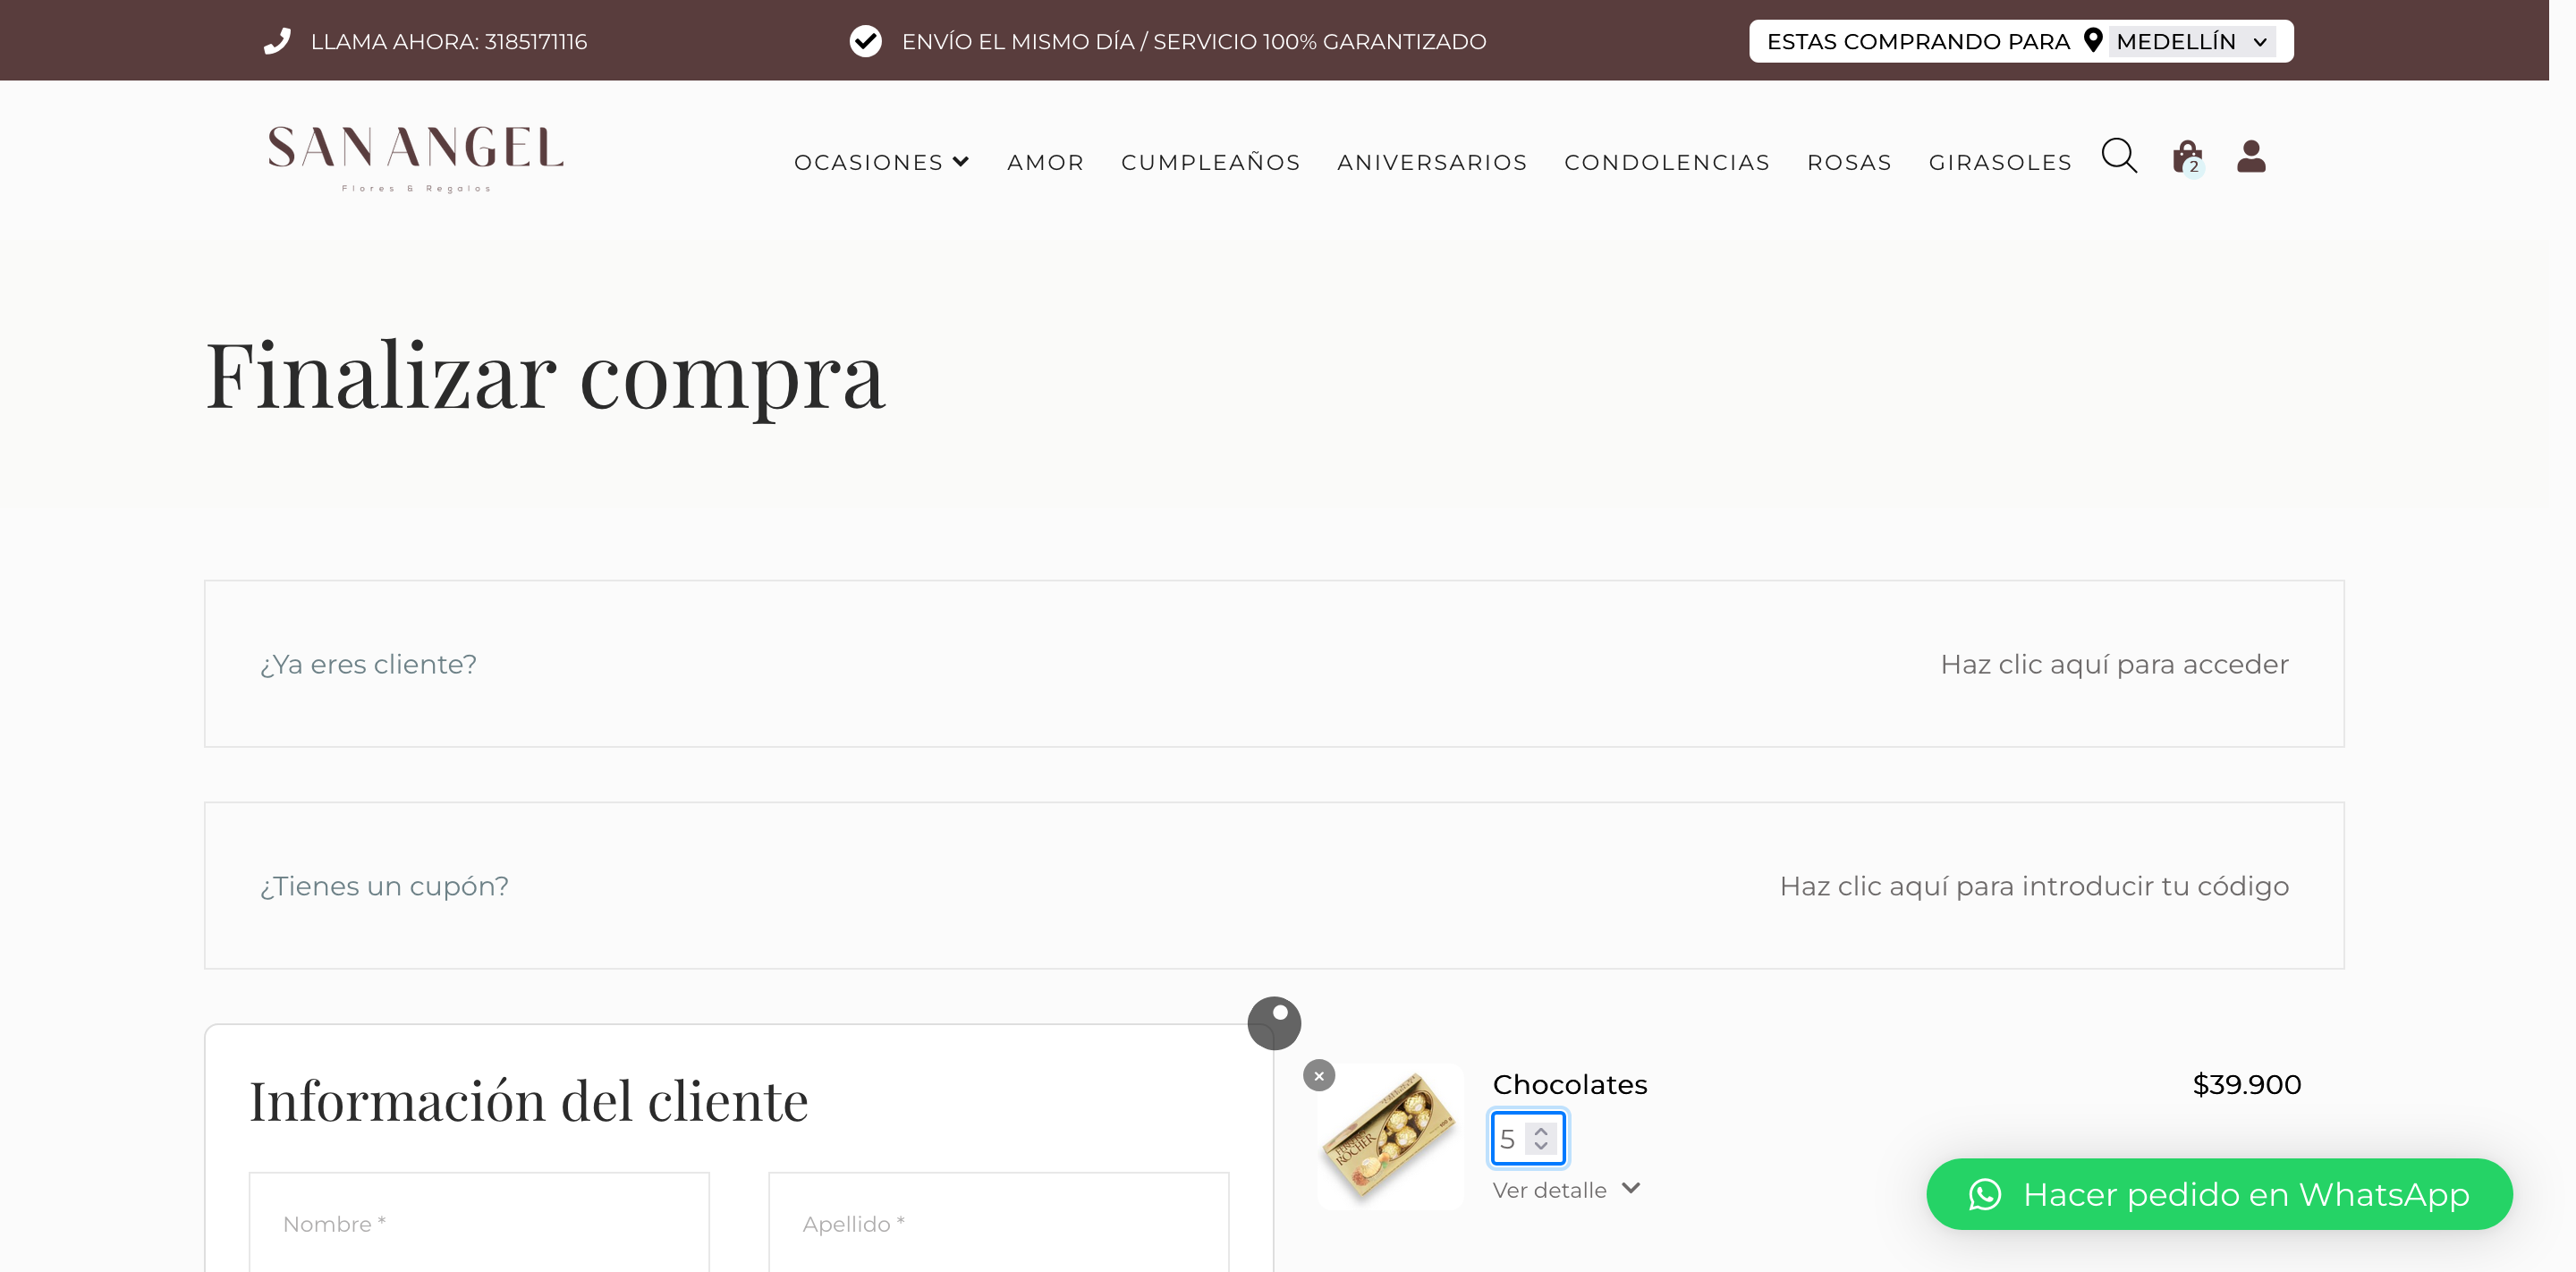 LLAMA AHORA: 3185171116
ENVÍO EL MISMO DÍA / SERVICIO 100% GARANTIZADO
ESTAS COMPRANDO PARA MEDELLÍN
SAN ANGEL
Flores & Regalos
OCASIONES AMOR CUMPLEAÑOS ANIVERSARIOS CONDOLENCIAS ROSAS GIRASOLES
2
Finalizar compra
¿Ya eres cliente? Haz clic aquí para acceder
¿Tienes un cupón? Haz clic aquí para introducir tu código
Información del cliente
Nombre *
Apellido *
Chocolates $39.900
5
Ver detalle
ROCHER
Hacer pedido en WhatsApp